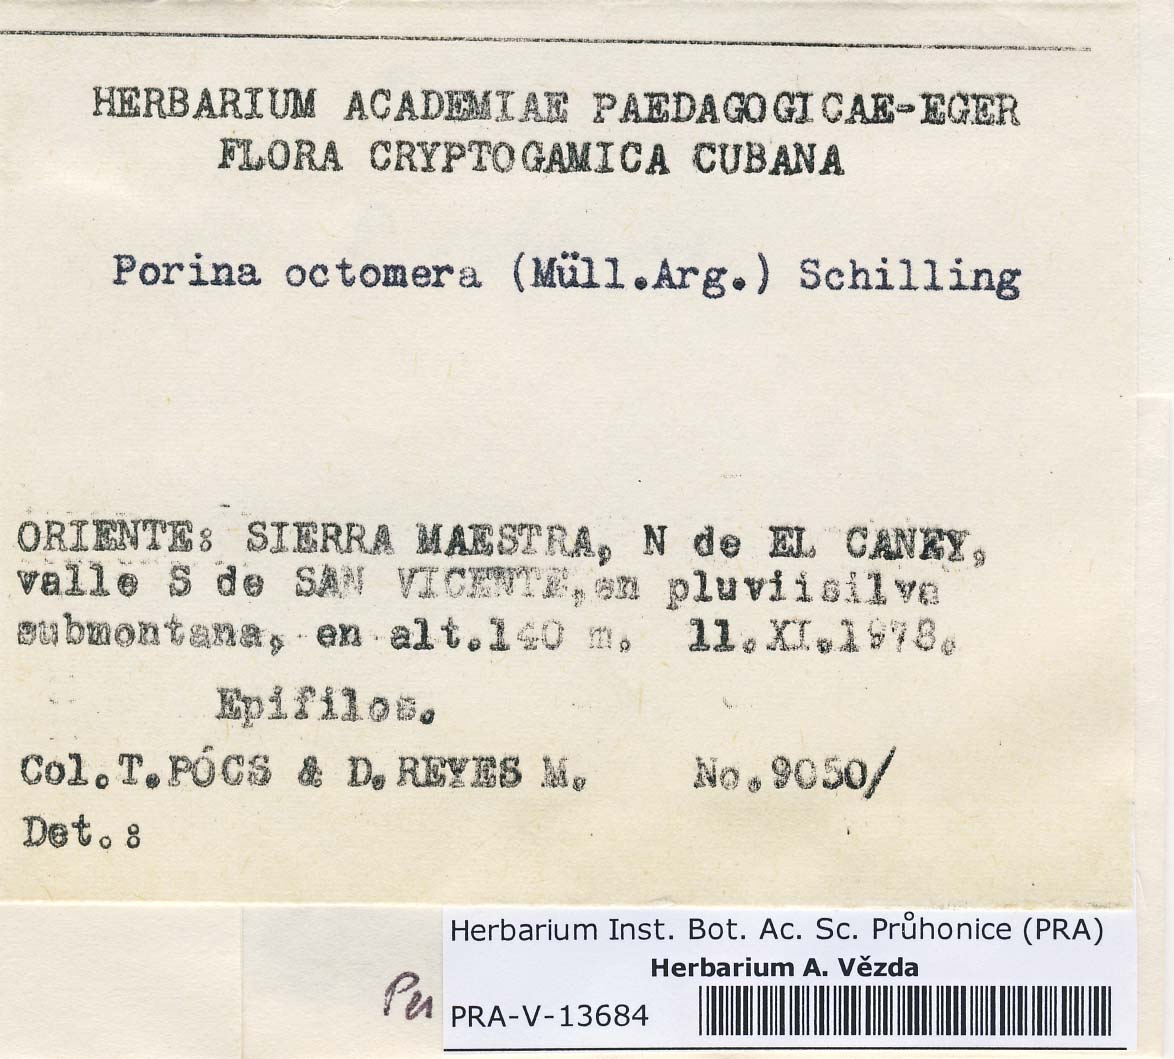 HERBARIUM ACADEMIAE PAEDAGOGICAE-EGER
FLORA CRYPTOGAMICA CUBANA
Porina octomera (Müll.Arg.) Schilling
ORIENTE: SIERRA MAESTRA, N de EL CANEY,
valle S de SAN VICENTE, en pluviisilva
submontana, en alt.140 m. 11.XI.1978.
Epifilos.
Col.T.PÓCS & D.REYES M. No.9050/
Det.:
Herbarium Inst. Bot. Ac. Sc. Průhonice (PRA)
Herbarium A. Vězda
PRA-V-13684